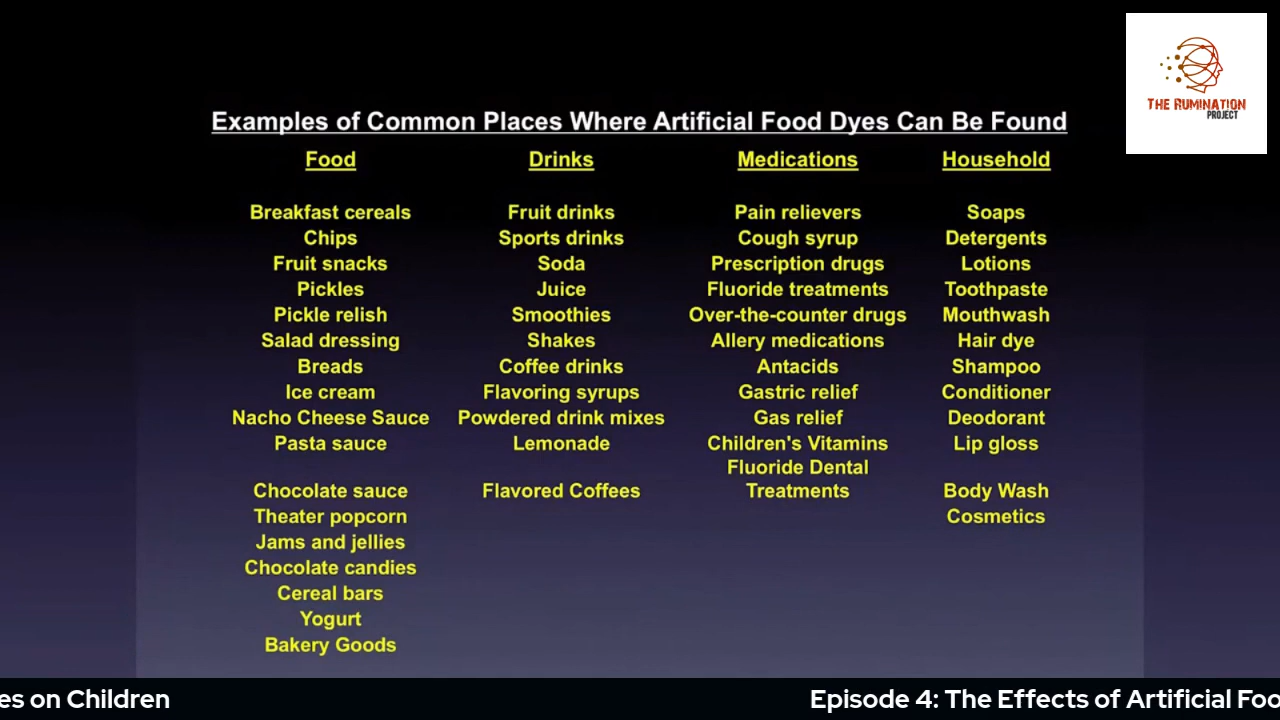 THE RUMINATION
PROJECT
Examples of Common Places Where Artificial Food Dyes Can Be Found
Food Drinks Medications Household
Breakfast cereals Fruit drinks Pain relievers Soaps
Chips Sports drinks Cough syrup Detergents
Fruit snacks Soda Prescription drugs Lotions
Pickles Juice Fluoride treatments Toothpaste
Pickle relish Smoothies Over-the-counter drugs Mouthwash
Salad dressing Shakes Allery medications Hair dye
Breads Coffee drinks Antacids Shampoo
Ice cream Flavoring syrups Gastric relief Conditioner
Nacho Cheese Sauce Powdered drink mixes Gas relief Deodorant
Pasta sauce Lemonade Children's Vitamins Lip gloss
Fluoride Dental
Chocolate sauce Flavored Coffees Treatments Body Wash
Theater popcorn Cosmetics
Jams and jellies
Chocolate candies
Cereal bars
Yogurt
Bakery Goods
es on Children Episode 4: The Effects of Artificial Foo